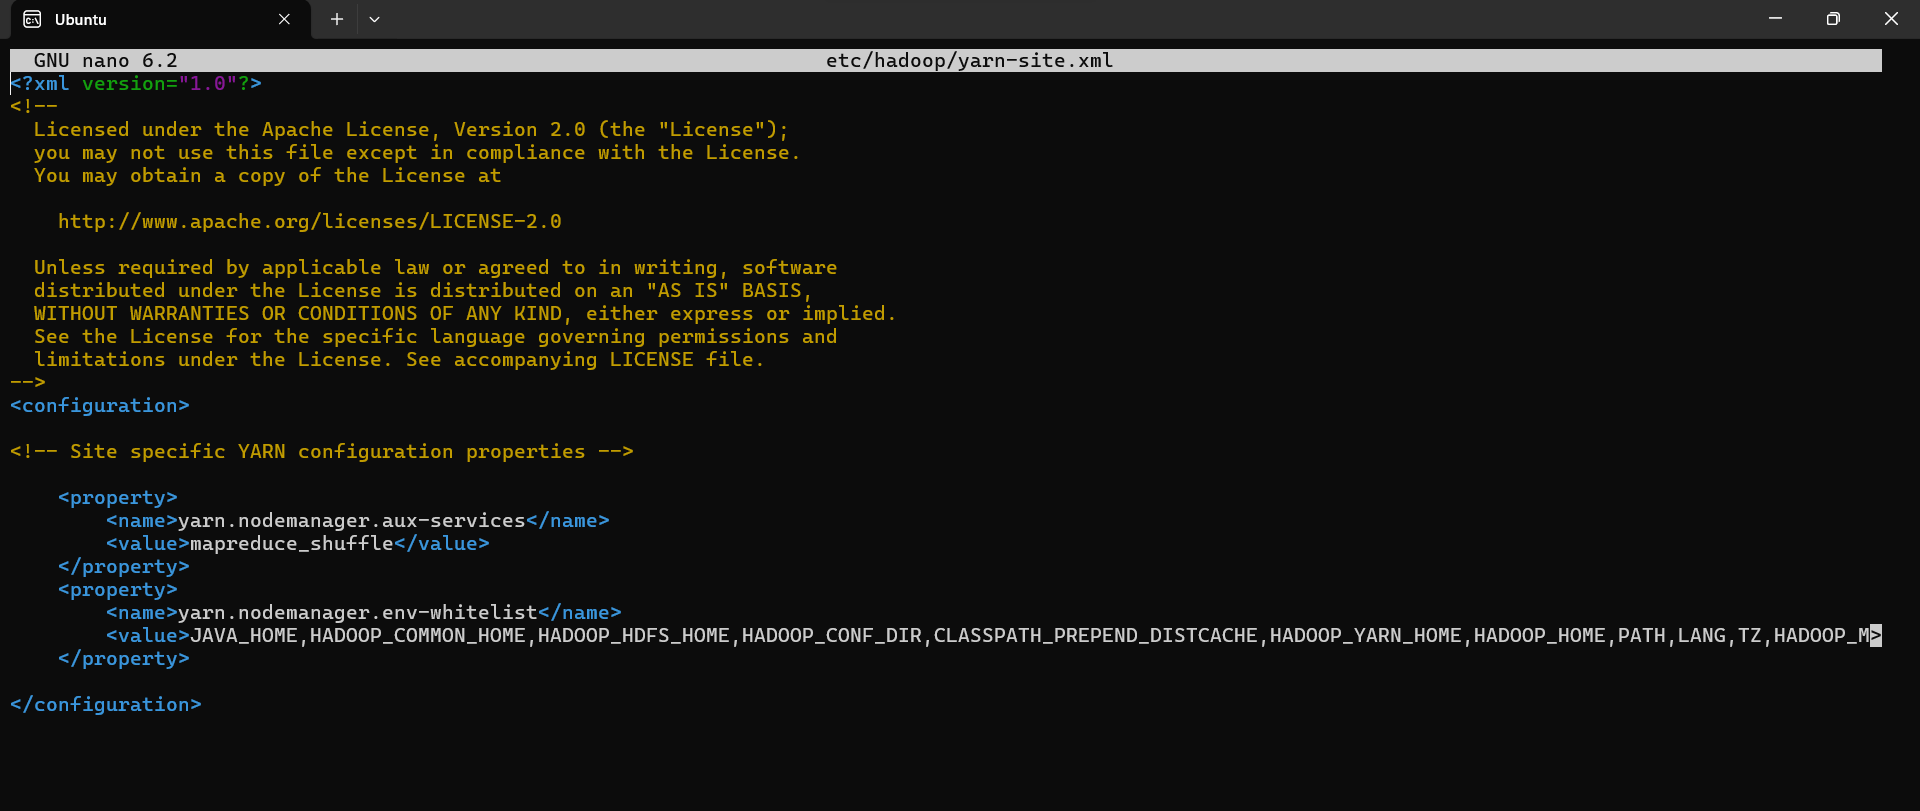 Ubuntu
GNU nano 6.2 etc/hadoop/yarn-site.xml
<?xml version="1.0"?>
<!--
  Licensed under the Apache License, Version 2.0 (the "License");
  you may not use this file except in compliance with the License.
  You may obtain a copy of the License at
    http://www.apache.org/licenses/LICENSE-2.0
  Unless required by applicable law or agreed to in writing, software
  distributed under the License is distributed on an "AS IS" BASIS,
  WITHOUT WARRANTIES OR CONDITIONS OF ANY KIND, either express or implied.
  See the License for the specific language governing permissions and
  limitations under the License. See accompanying LICENSE file.
-->
<configuration>
<!-- Site specific YARN configuration properties -->
    <property>
        <name>yarn.nodemanager.aux-services</name>
        <value>mapreduce_shuffle</value>
    </property>
    <property>
        <name>yarn.nodemanager.env-whitelist</name>
        <value>JAVA_HOME,HADOOP_COMMON_HOME,HADOOP_HDFS_HOME,HADOOP_CONF_DIR,CLASSPATH_PREPEND_DISTCACHE,HADOOP_YARN_HOME,HADOOP_HOME,PATH,LANG,TZ,HADOOP_M>
    </property>
</configuration>